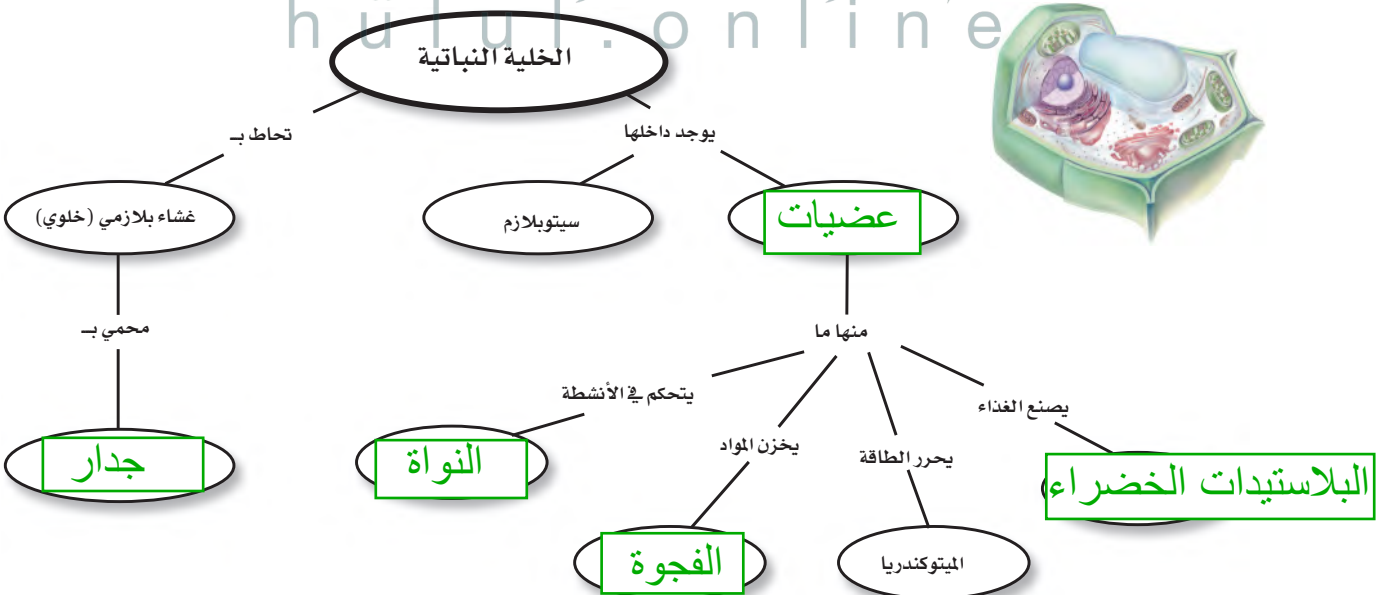 hulul.online
الخلية النباتية
يوجد داخلها
تحاط بـ
عضيات
سيتوبلازم
غشاء بلازمي (خلوي)
منها ما
محمي بـ
يصنع الغذاء
يحرر الطاقة
يخزن المواد
يتحكم في الأنشطة
البلاستيدات الخضراء
الميتوكندريا
الفجوة
النواة
جدار